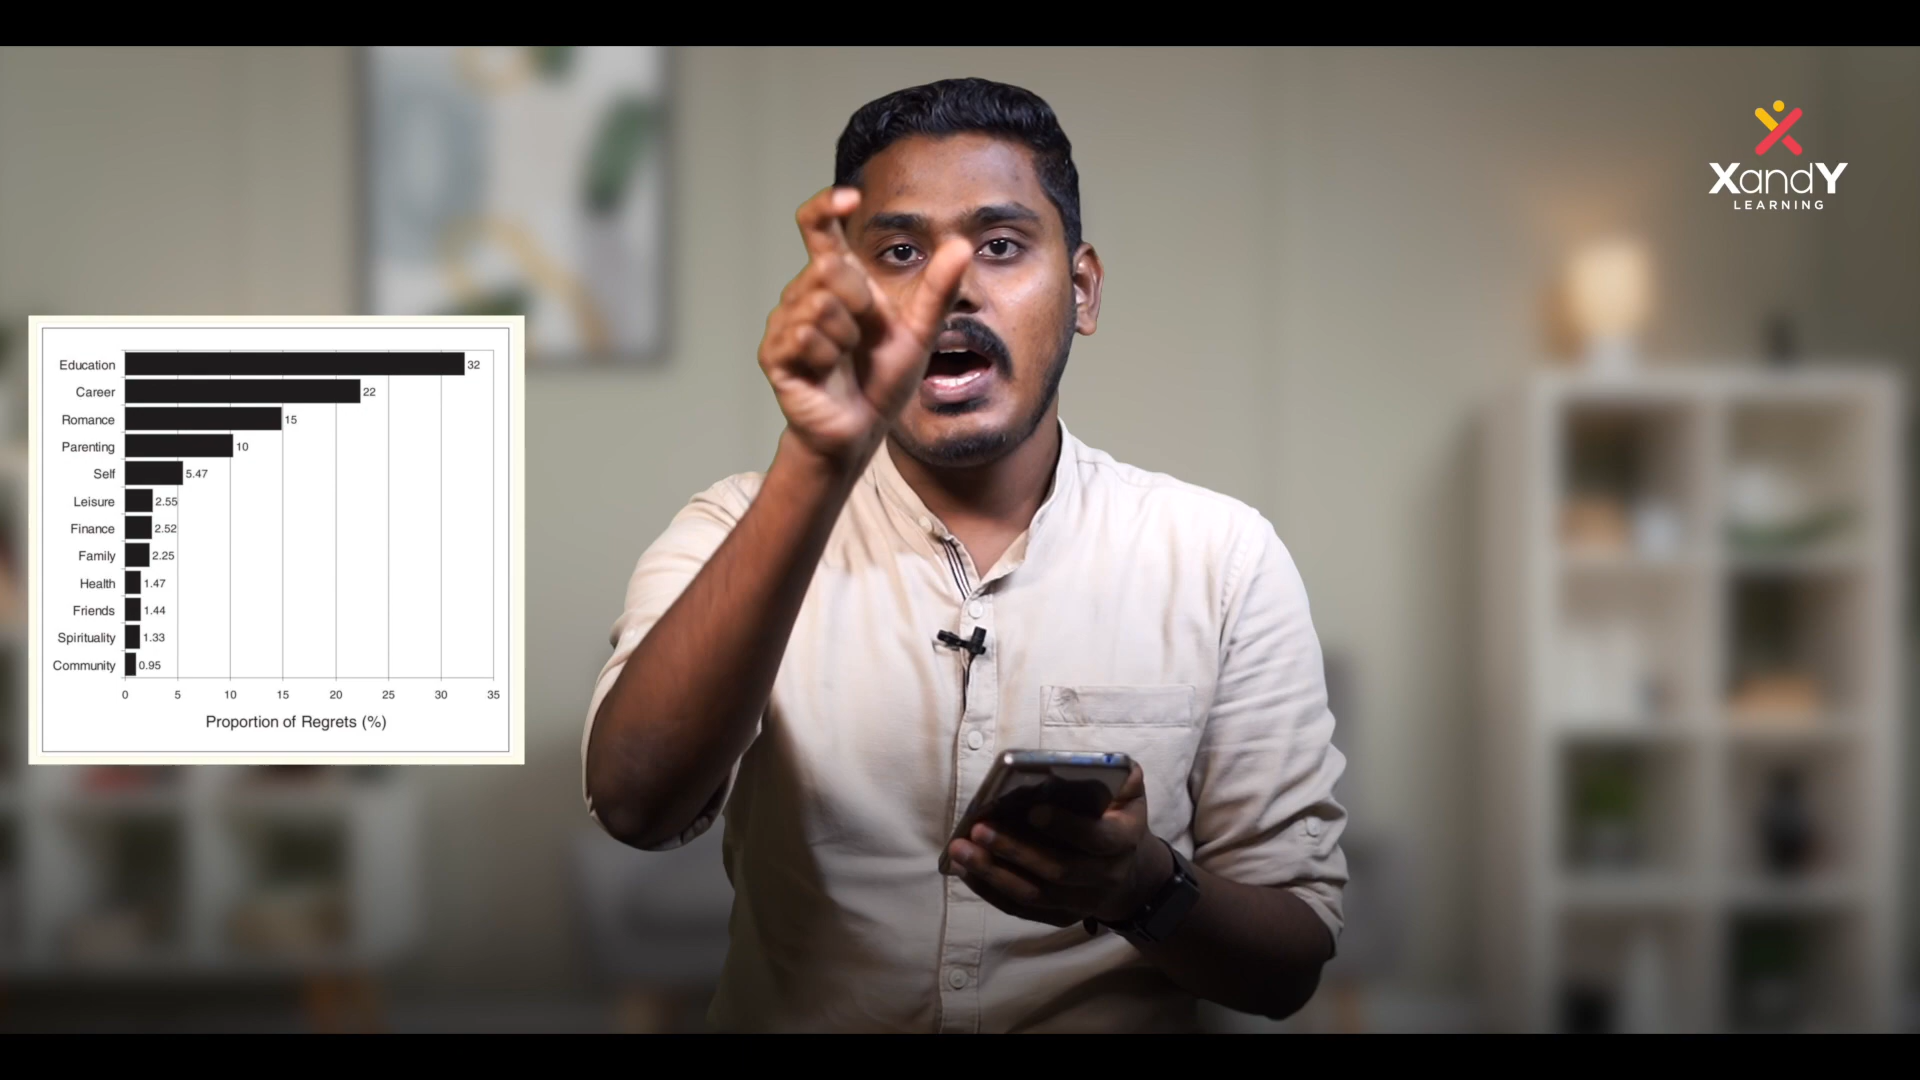 XandY
LEARNING
Education 32
Career 22
Romance 15
Parenting 10
Self 5.47
Leisure 2.55
Finance 2.52
Family 2.25
Health 1.47
Friends 1.44
Spirituality 1.33
Community 0.95
0 5 10 15 20 25 30 35
Proportion of Regrets (%)